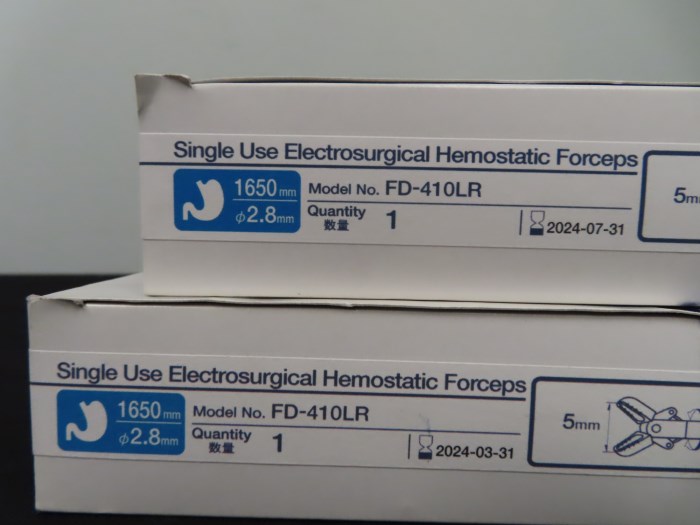 Single Use Electrosurgical Hemostatic Forceps
1650mm
Model No. FD-410LR
φ2.8mm
Quantity
数量
1
2024-07-31
Single Use Electrosurgical Hemostatic Forceps
1650mm
Model No. FD-410LR
φ2.8mm
Quantity
数量
1
2024-03-31
5mm